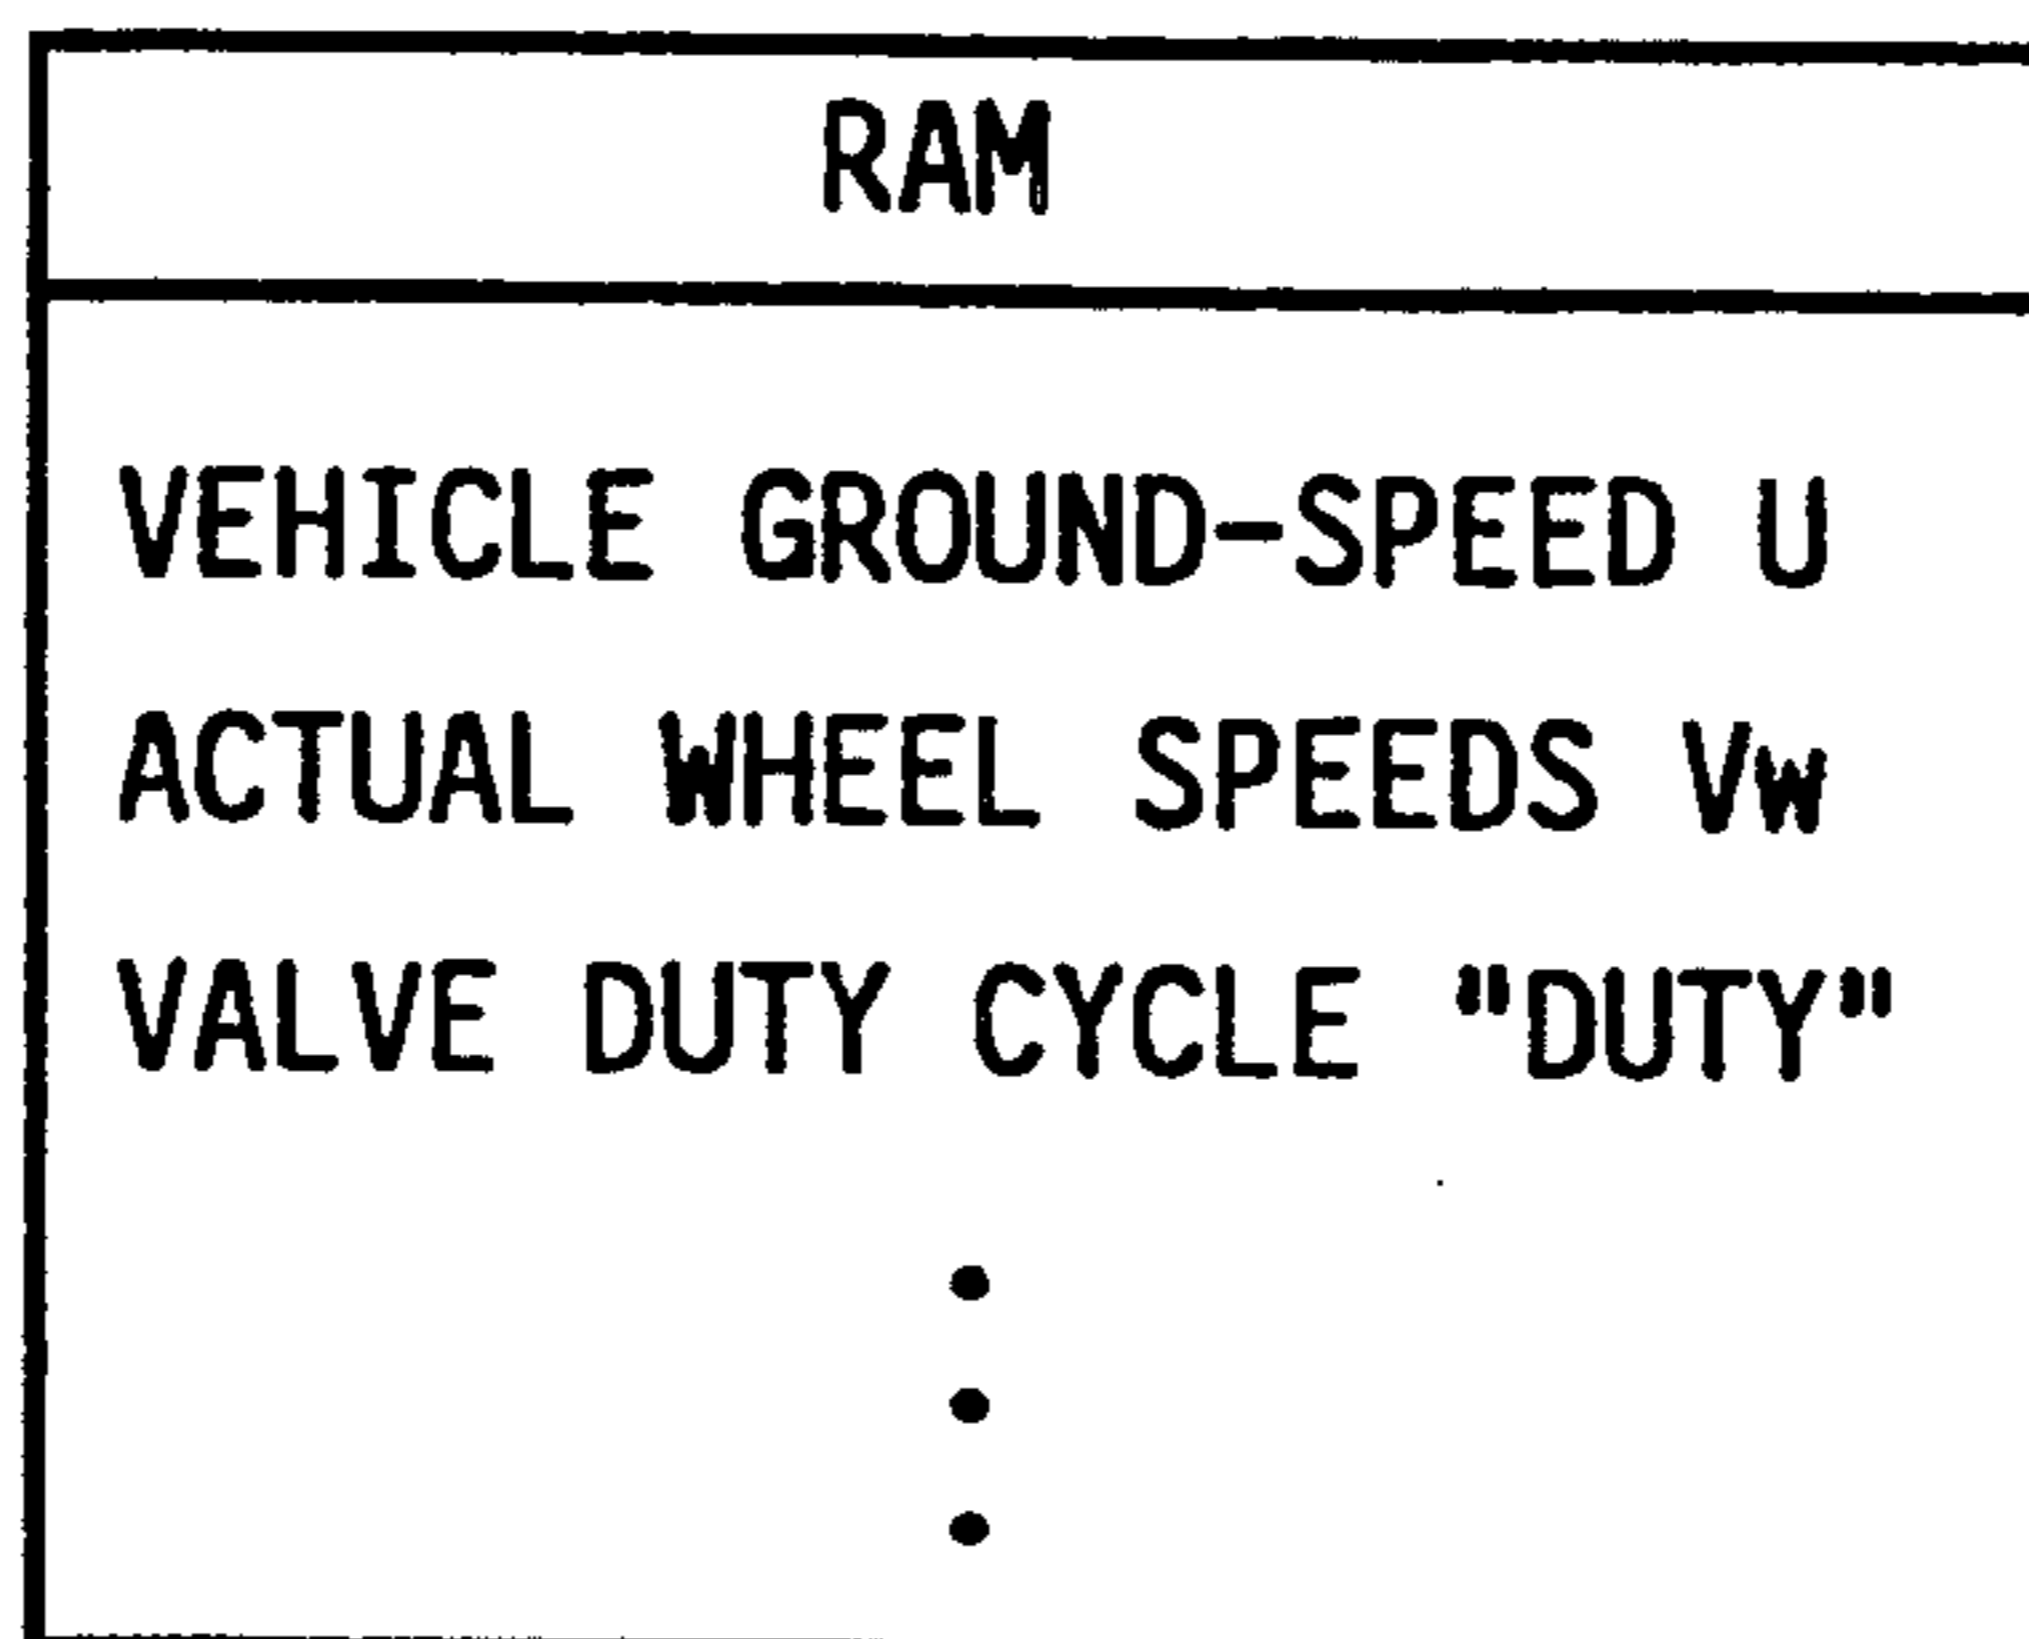 RAM
VEHICLE GROUND-SPEED U
ACTUAL WHEEL SPEEDS Vw
VALVE DUTY CYCLE "DUTY"